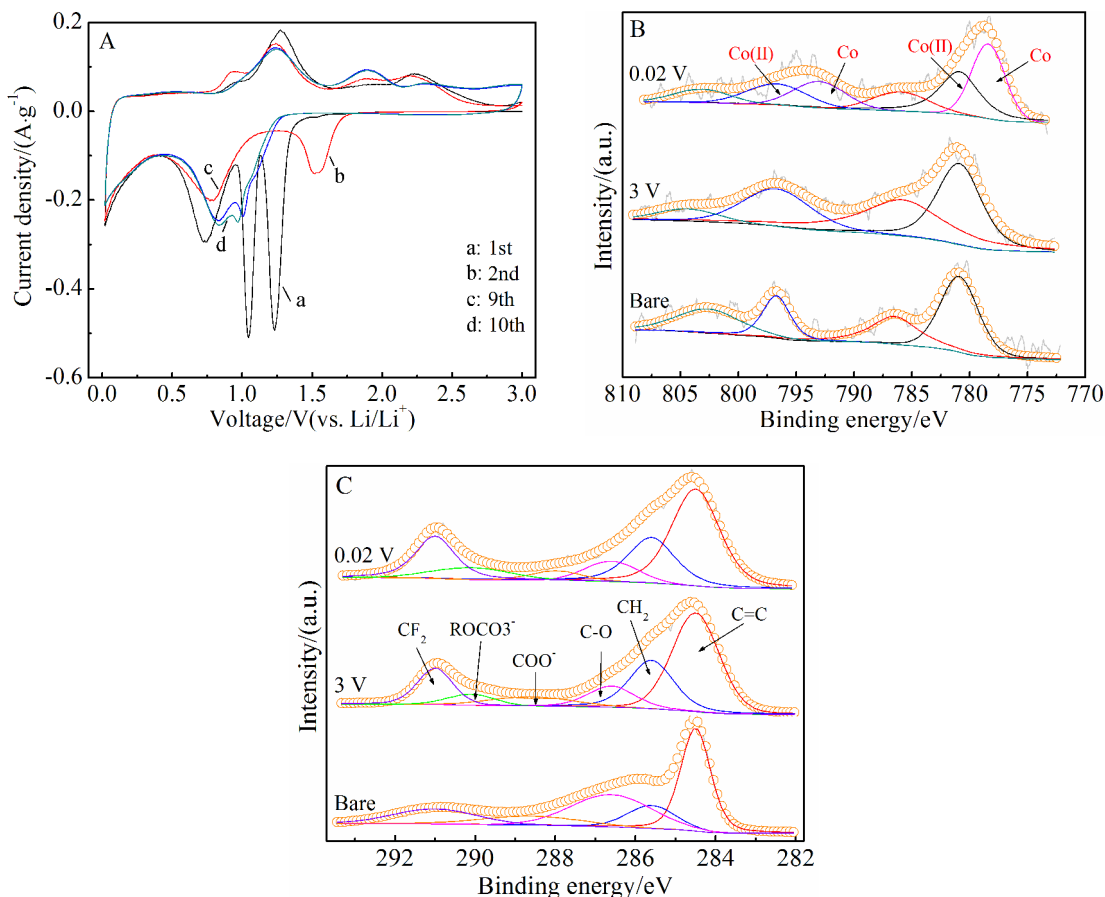 A
0.2
0.0
-0.2
-0.4
-0.6
Current density/(A·g⁻¹)
c
b
d
a
a: 1st
b: 2nd
c: 9th
d: 10th
0.0 0.5 1.0 1.5 2.0 2.5 3.0
Voltage/V(vs. Li/Li⁺)
B
Co(II) Co Co(II) Co
0.02 V
3 V
Bare
Intensity/(a.u.)
810 805 800 795 790 785 780 775 770
Binding energy/eV
C
0.02 V
CF₂ ROCO3⁻ COO⁻ C-O CH₂ C=C
3 V
Bare
Intensity/(a.u.)
292 290 288 286 284 282
Binding energy/eV